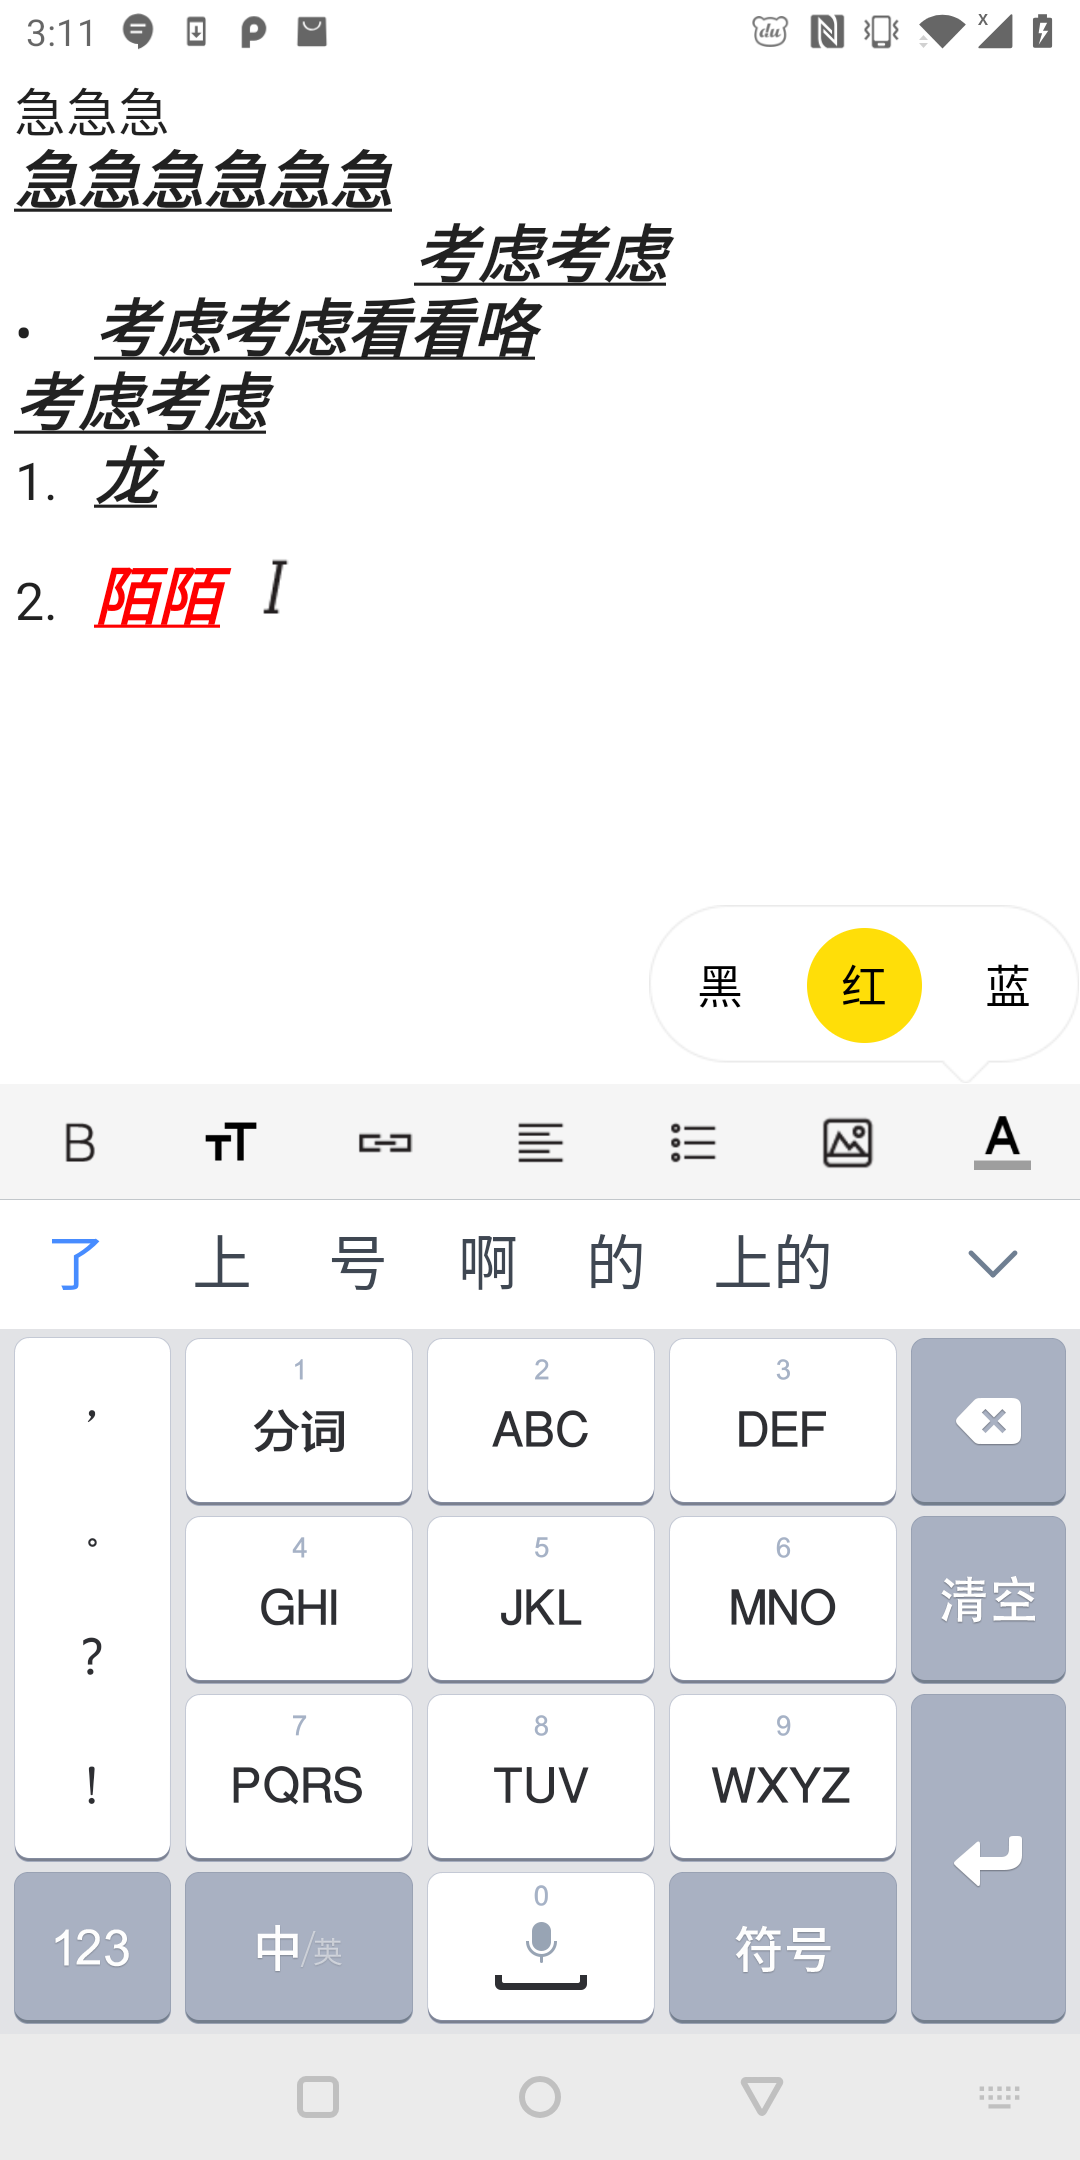 3:11
急急急
急急急急急急
考虑考虑
• 考虑考虑看看咯
考虑考虑
1. 龙
2. 陌陌
黑 红 蓝
B TT A
了 上 号 啊 的 上的
，
。
？
！
1 分词
2 ABC
3 DEF
4 GHI
5 JKL
6 MNO
清空
7 PQRS
8 TUV
9 WXYZ
123
中/英
0
符号